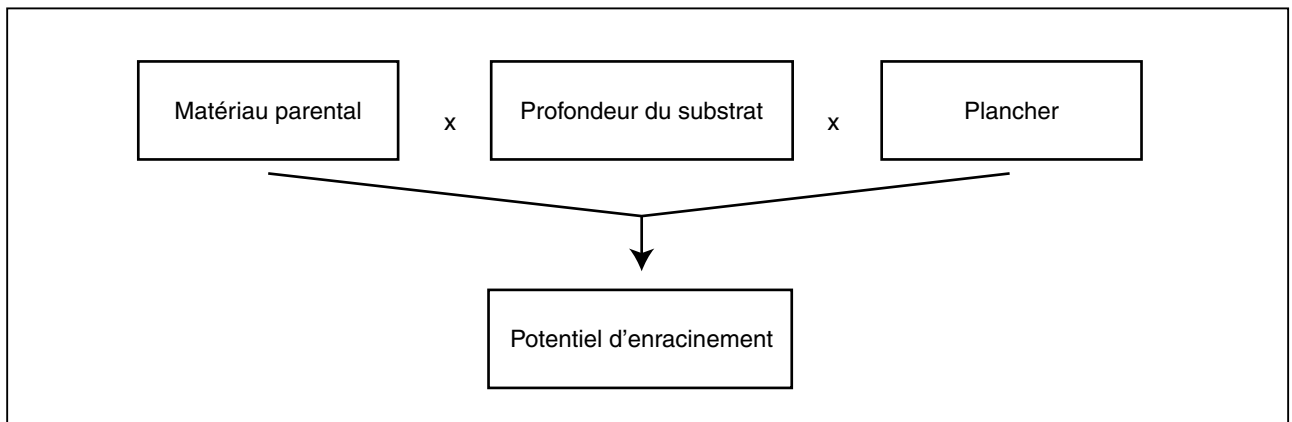 Matériau parental
x
Profondeur du substrat
x
Plancher
Potentiel d'enracinement